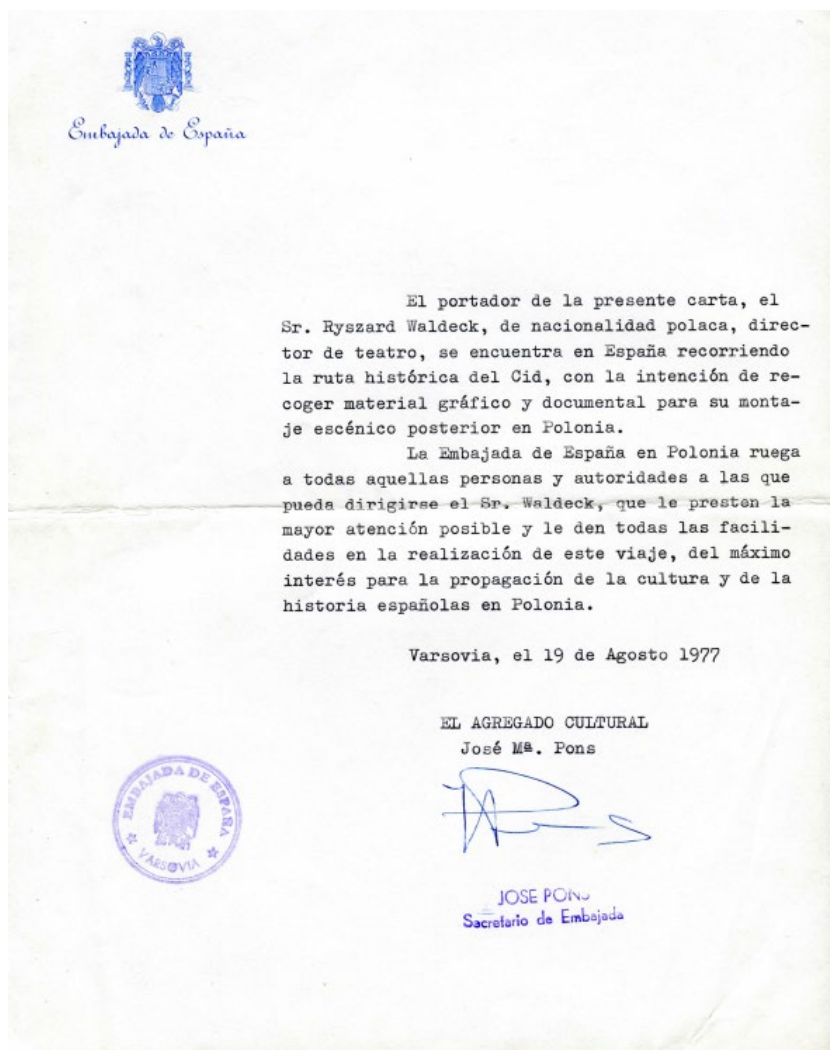 Embajada de España
El portador de la presente carta, el
Sr. Ryszard Waldeck, de nacionalidad polaca, direc-
tor de teatro, se encuentra en España recorriendo
la ruta histórica del Cid, con la intención de re-
coger material gráfico y documental para su monta-
je escénico posterior en Polonia.
La Embajada de España en Polonia ruega
a todas aquellas personas y autoridades a las que
pueda dirigirse el Sr. Waldeck, que le presten la
mayor atención posible y le den todas las facili-
dades en la realización de este viaje, del máximo
interés para la propagación de la cultura y de la
historia españolas en Polonia.
Varsovia, el 19 de Agosto 1977
EL AGREGADO CULTURAL
José Mª. Pons
EMBAJADA DE ESPAÑA
VARSOVIA
JOSE PONS
Secretario de Embajada